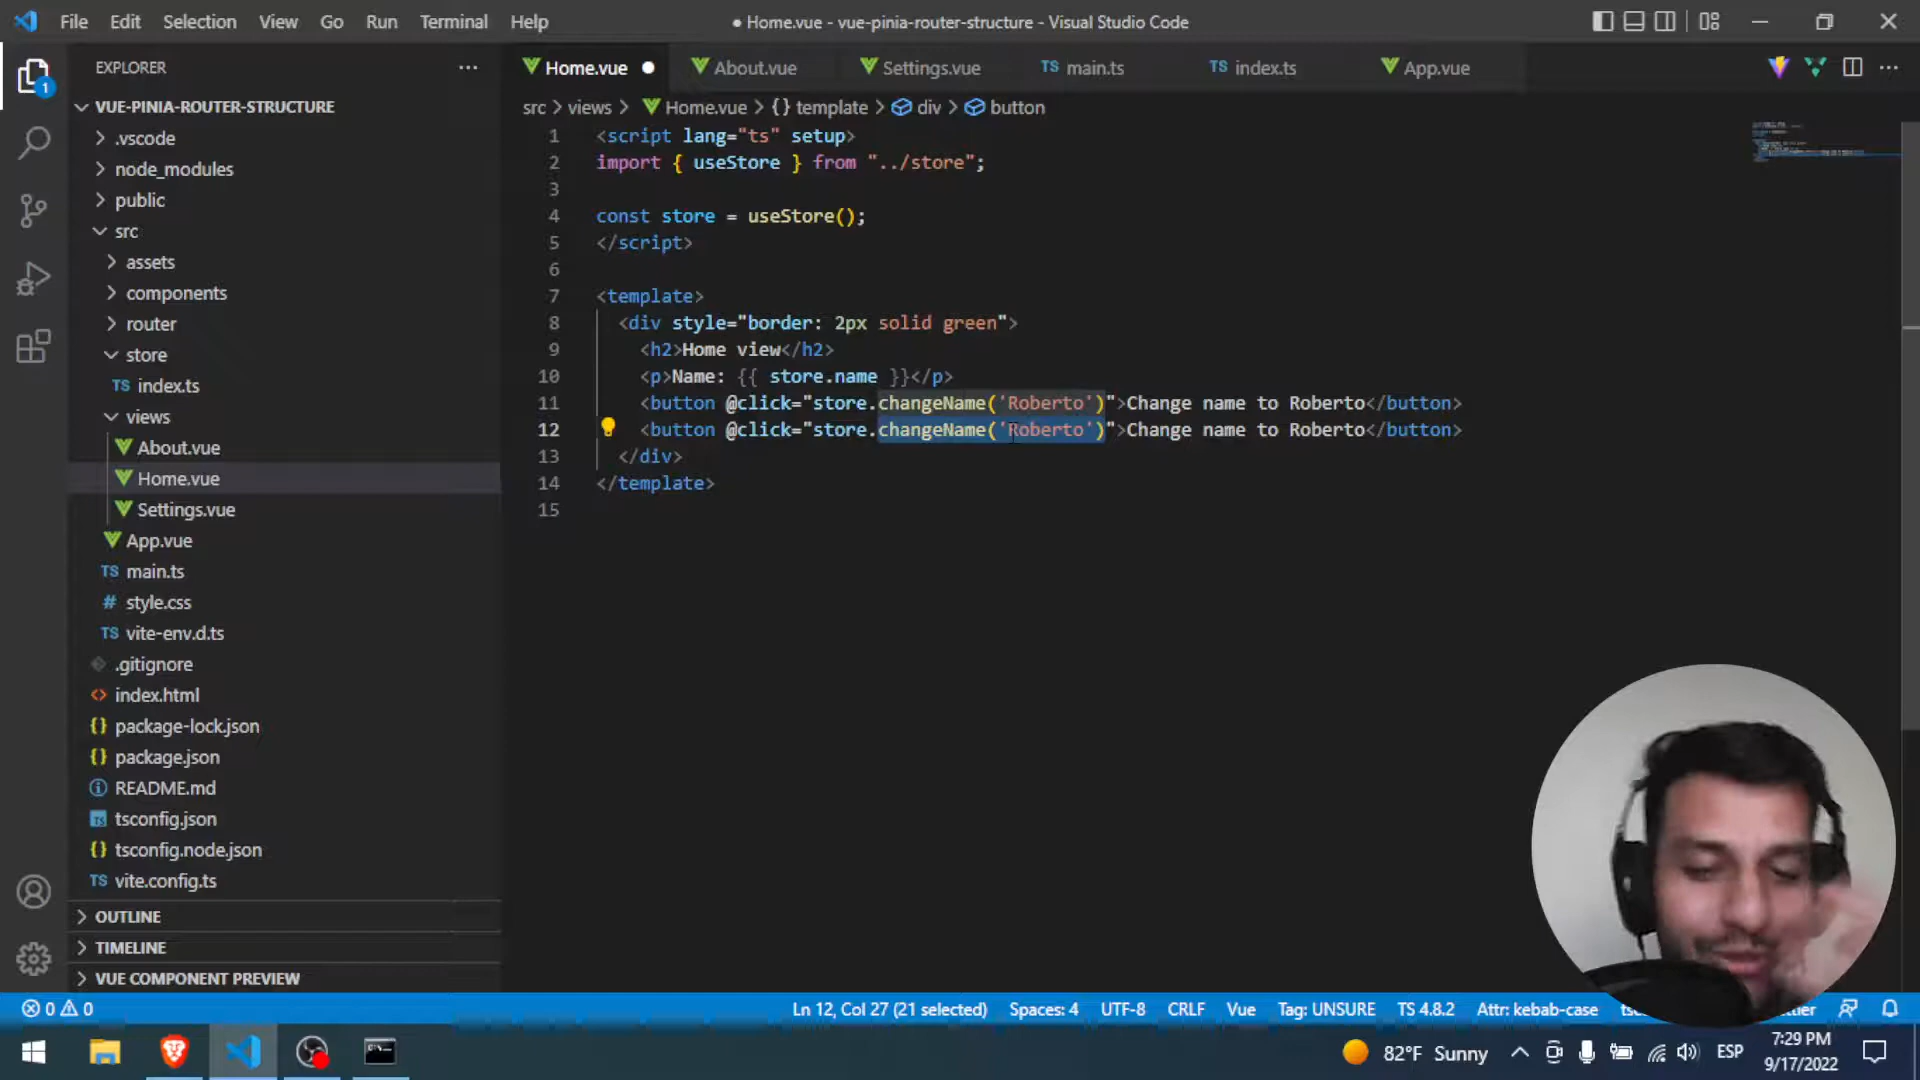 File Edit Selection View Go Run Terminal Help
● Home.vue - vue-pinia-router-structure - Visual Studio Code
EXPLORER
1
VUE-PINIA-ROUTER-STRUCTURE
.vscode
node_modules
public
src
assets
components
router
store
TS index.ts
views
About.vue
Home.vue
Settings.vue
App.vue
TS main.ts
# style.css
TS vite-env.d.ts
.gitignore
<> index.html
{} package-lock.json
{} package.json
README.md
TS tsconfig.json
{} tsconfig.node.json
TS vite.config.ts
OUTLINE
TIMELINE
VUE COMPONENT PREVIEW
Home.vue ● About.vue Settings.vue TS main.ts TS index.ts App.vue
src > views > Home.vue > {} template > div > button
1 <script lang="ts" setup>
2 import { useStore } from "../store";
3
4 const store = useStore();
5 </script>
6
7 <template>
8 <div style="border: 2px solid green">
9 <h2>Home view</h2>
10 <p>Name: {{ store.name }}</p>
11 <button @click="store.changeName('Roberto')">Change name to Roberto</button>
12 <button @click="store.changeName('Roberto')">Change name to Roberto</button>
13 </div>
14 </template>
15
0 0 Ln 12, Col 27 (21 selected) Spaces: 4 UTF-8 CRLF Vue Tag: UNSURE TS 4.8.2 Attr: kebab-case
82°F Sunny ESP 7:29 PM
9/17/2022